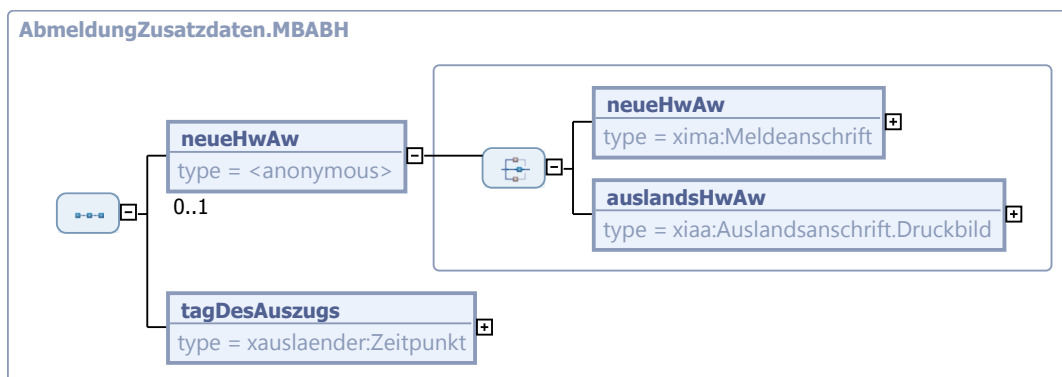 AbmeldungZusatzdaten.MBABH
neueHwAw
type = <anonymous>
0..1
neueHwAw
type = xima:Meldeanschrift
auslandsHwAw
type = xiaa:Auslandsanschrift.Druckbild
tagDesAuszugs
type = xauslaender:Zeitpunkt